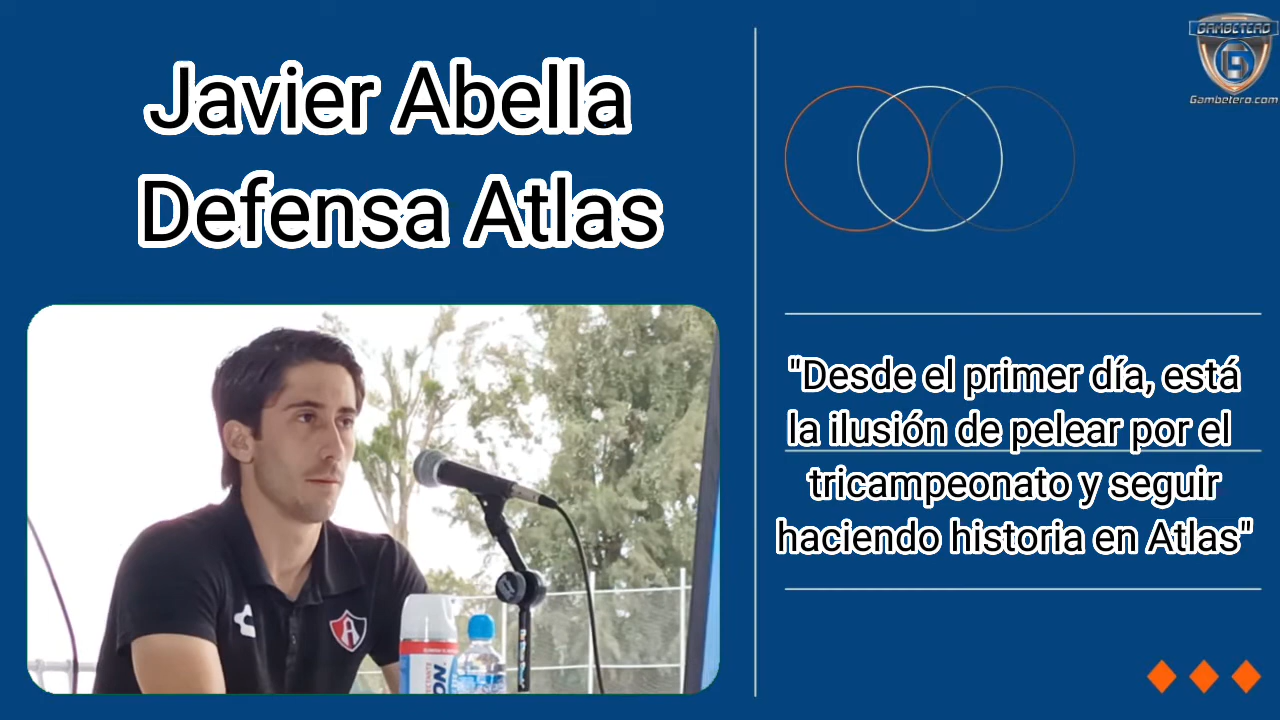 GAMBETERO
G
Gambetero.com
Javier Abella
Defensa Atlas
"Desde el primer día, está
la ilusión de pelear por el
tricampeonato y seguir
haciendo historia en Atlas"
A